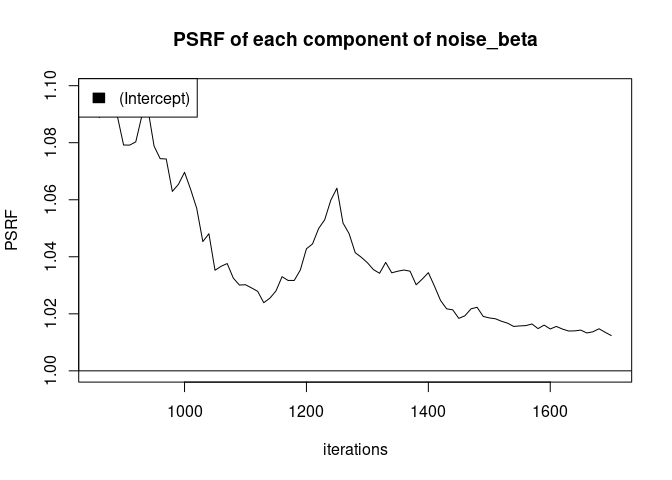 PSRF of each component of noise_beta
(Intercept)
1.10
1.08
1.06
1.04
1.02
1.00
PSRF
1000 1200 1400 1600
iterations